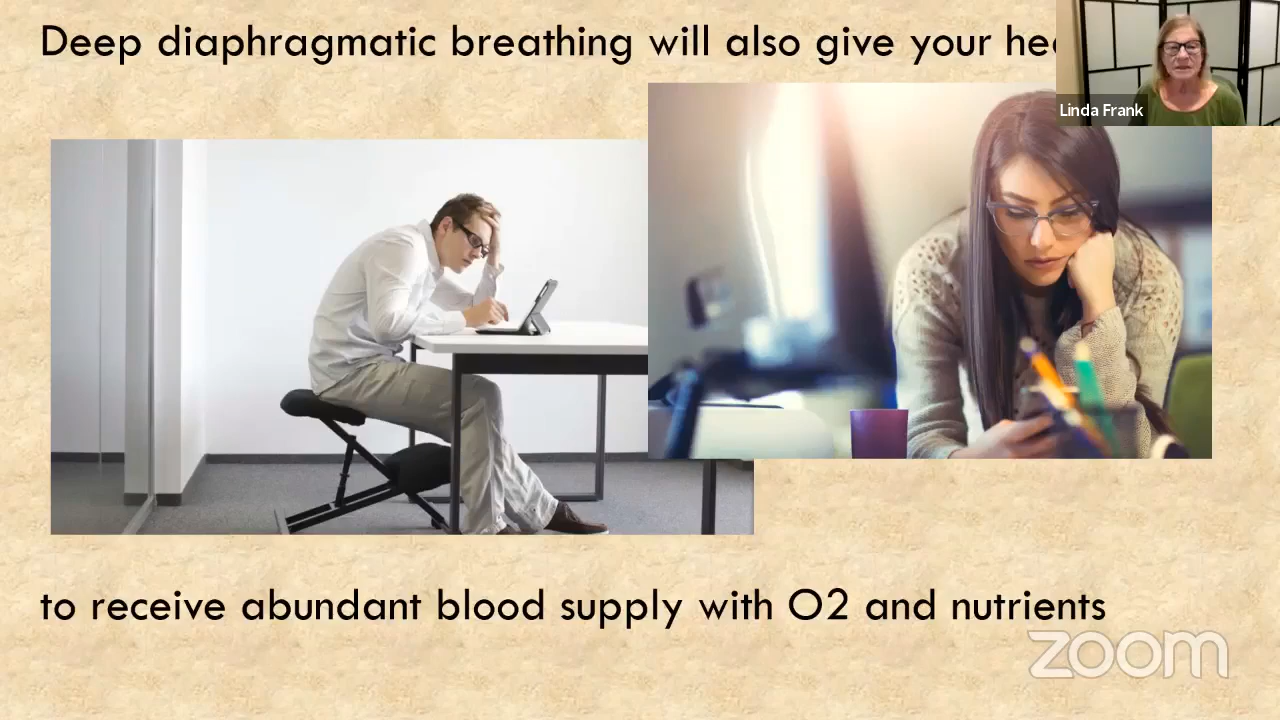 Deep diaphragmatic breathing will also give your
Linda Frank
to receive abundant blood supply with O2 and nutrients
zoom